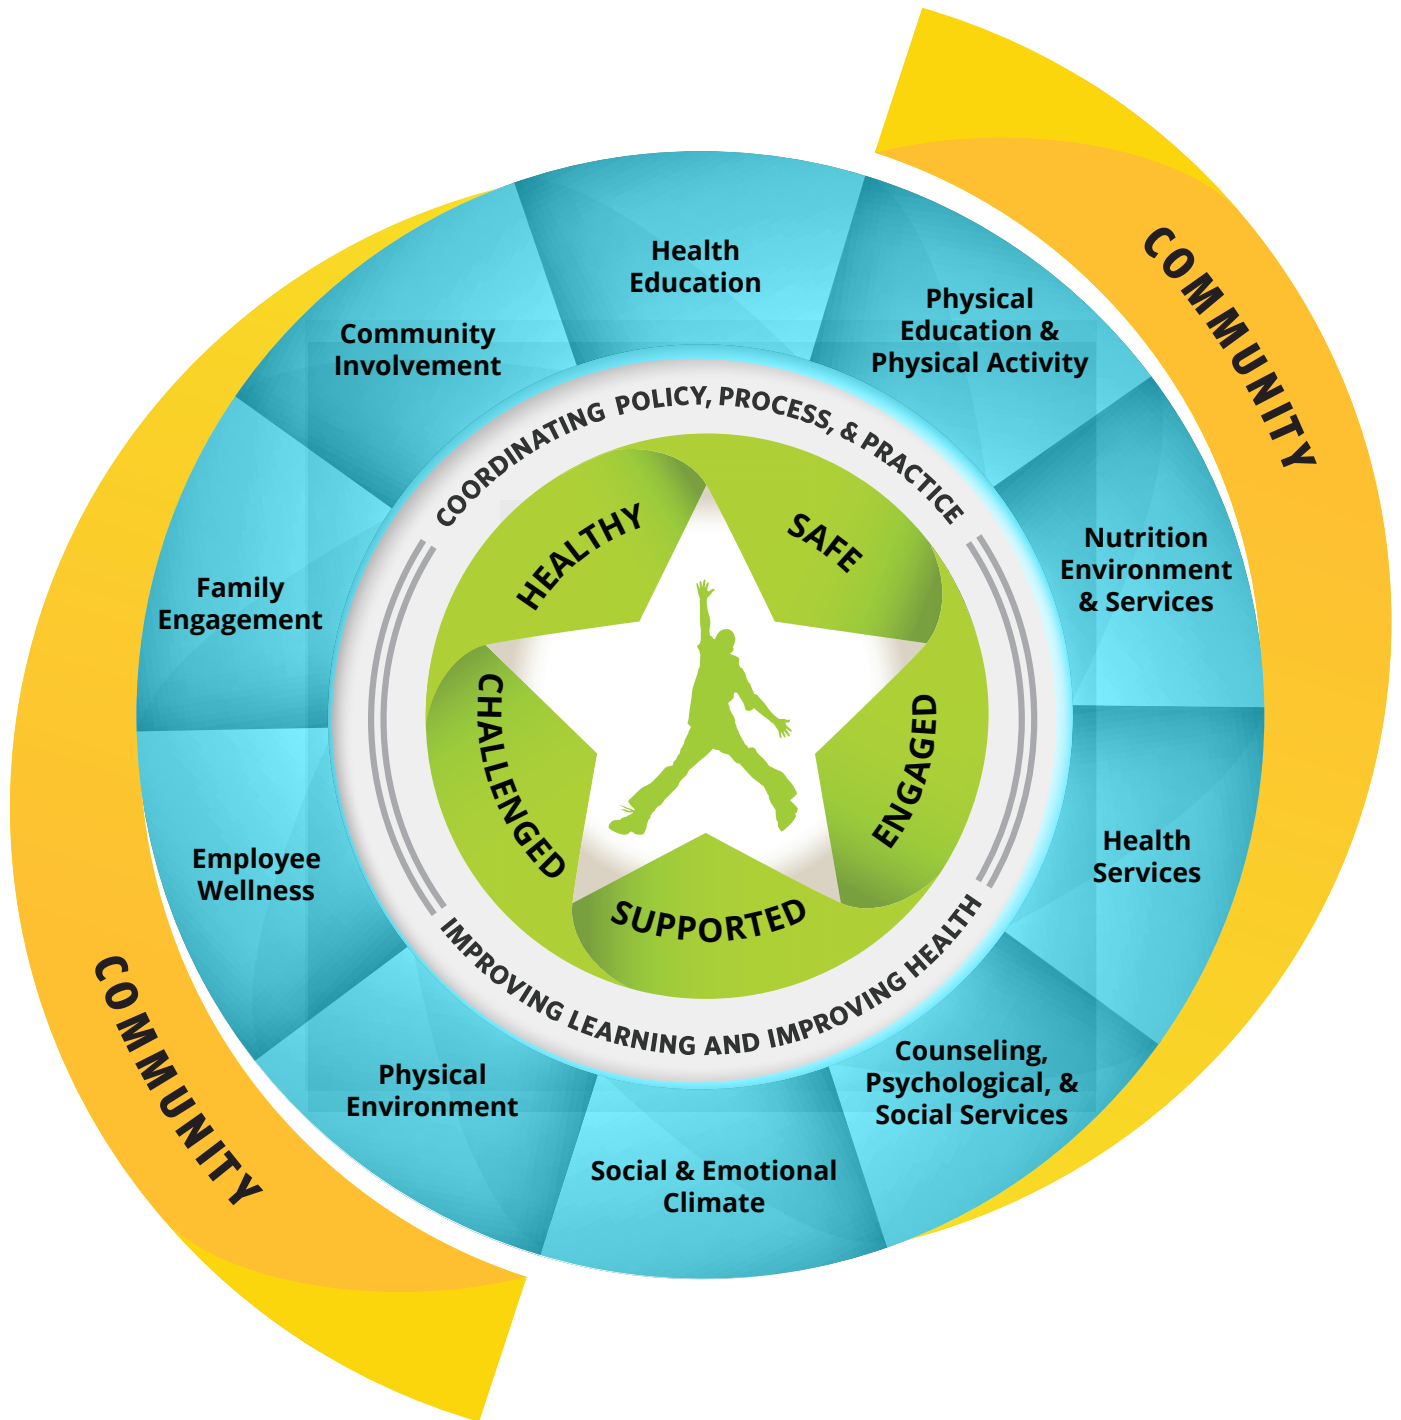 COMMUNITY
Health
Education
Physical
Education &
Physical Activity
Nutrition
Environment
& Services
Health
Services
Counseling,
Psychological, &
Social Services
Social & Emotional
Climate
Physical
Environment
Employee
Wellness
Family
Engagement
Community
Involvement
COORDINATING POLICY, PROCESS, & PRACTICE
IMPROVING LEARNING AND IMPROVING HEALTH
HEALTHY
SAFE
ENGAGED
SUPPORTED
CHALLENGED
COMMUNITY